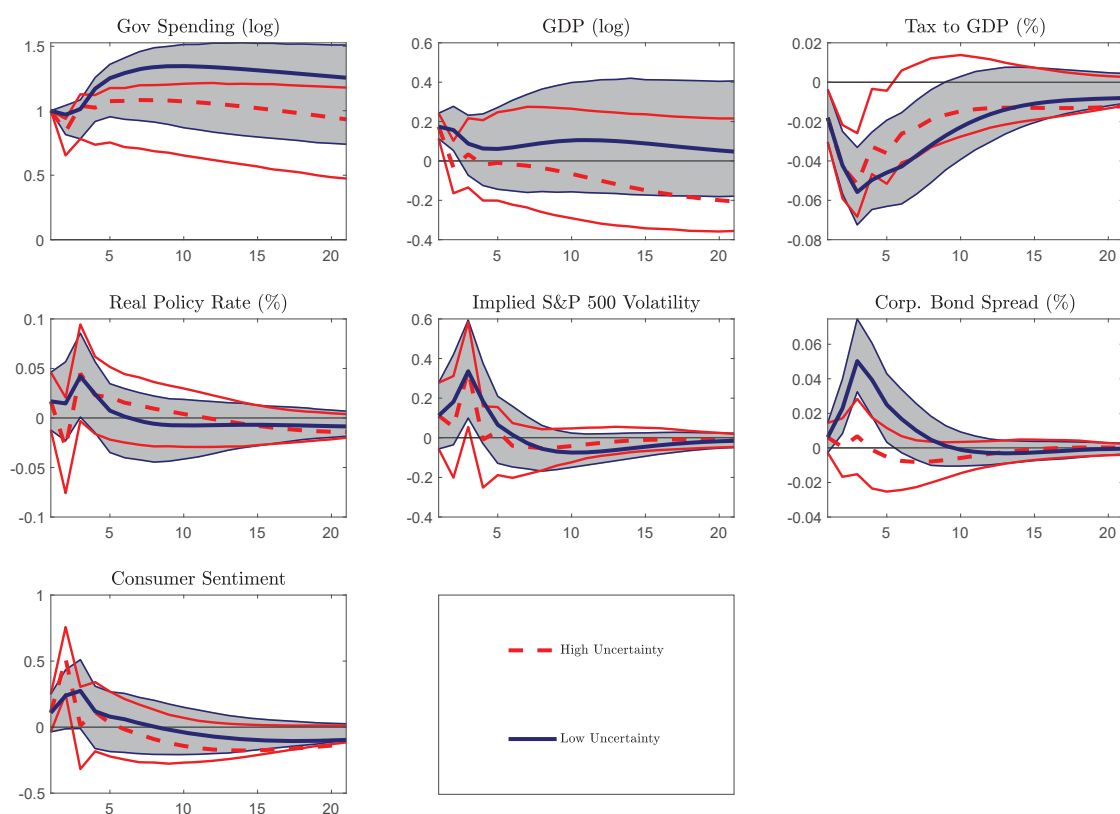 Gov Spending (log)
1.5
1
0.5
0
5 10 15 20
GDP (log)
0.6
0.4
0.2
0
-0.2
-0.4
5 10 15 20
Tax to GDP (%)
0.02
0
-0.02
-0.04
-0.06
-0.08
5 10 15 20
Real Policy Rate (%)
0.1
0.05
0
-0.05
-0.1
5 10 15 20
Implied S&P 500 Volatility
0.6
0.4
0.2
0
-0.2
-0.4
5 10 15 20
Corp. Bond Spread (%)
0.06
0.04
0.02
0
-0.02
-0.04
5 10 15 20
Consumer Sentiment
1
0.5
0
-0.5
5 10 15 20
High Uncertainty
Low Uncertainty